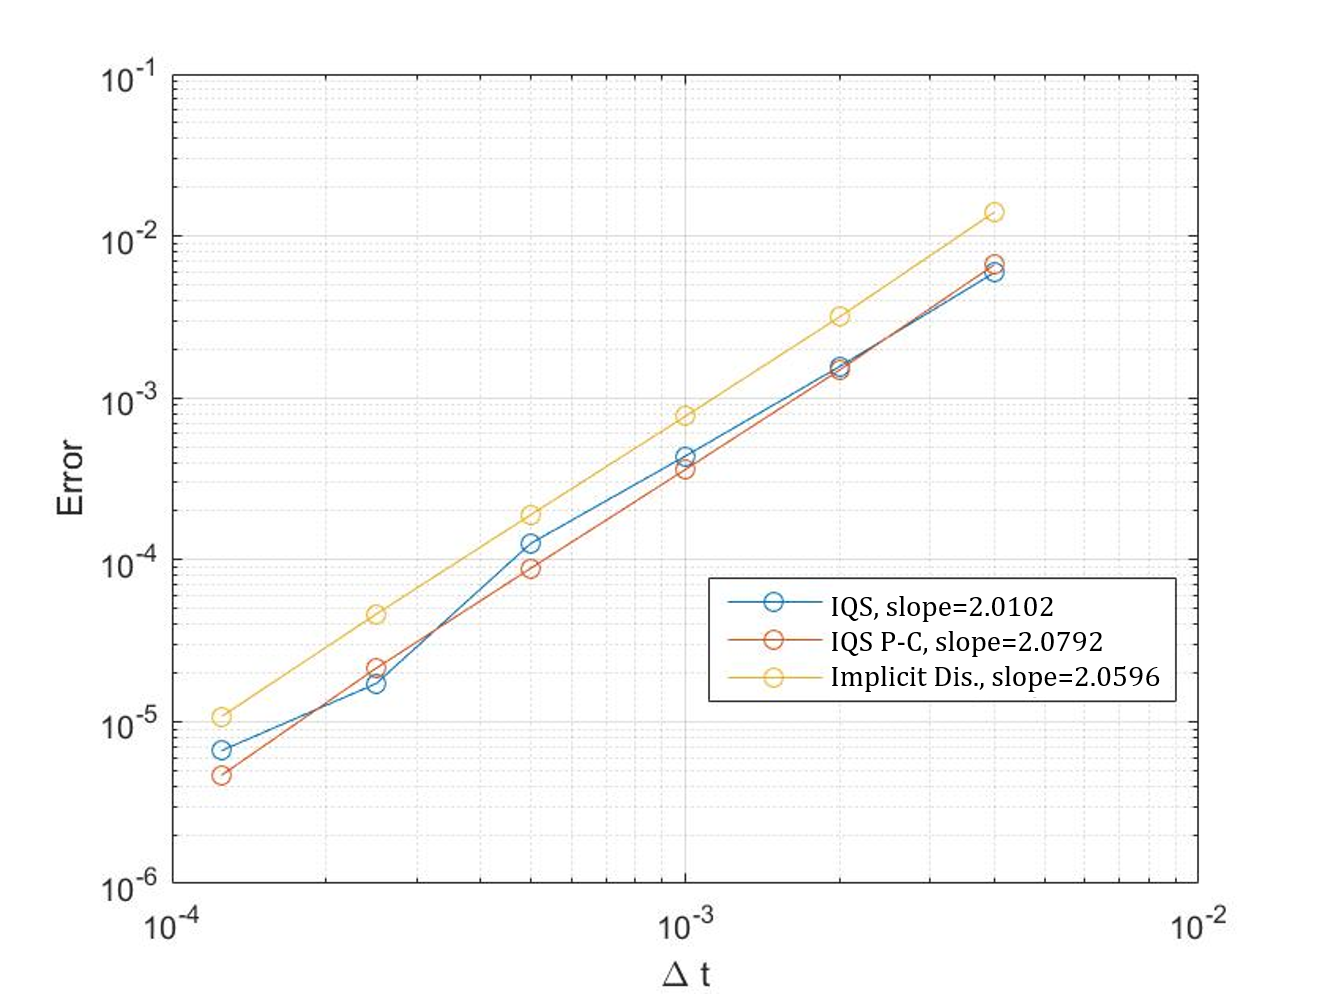 10^-1
10^-2
10^-3
10^-4
10^-5
10^-6
Error
IQS, slope=2.0102
IQS P-C, slope=2.0792
Implicit Dis., slope=2.0596
10^-4
10^-3
10^-2
Δ t